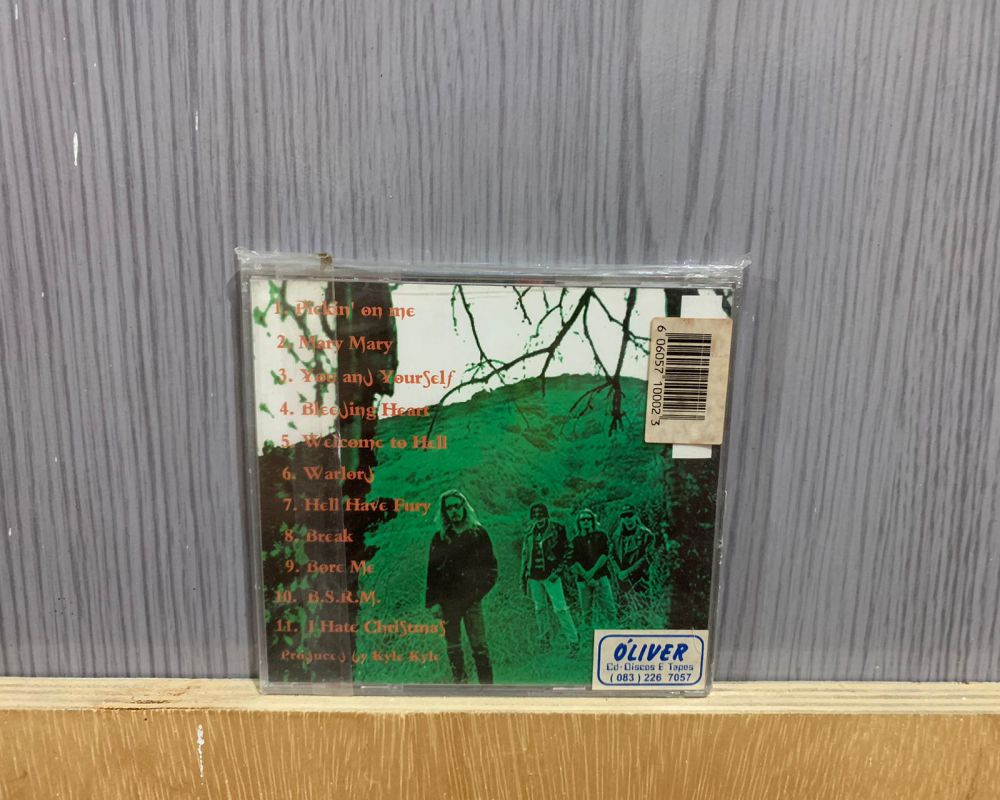 1. Pickin' on me
2. Mary Mary
3. You and Yourself
4. Bleeding Heart
5. Welcome to Hell
6. Warlord
7. Hell Have Fury
8. Break
9. Bore Me
10. B.S.R.M.
11. I Hate Christmas
Produced by Kyle Kyle
6 06057 10002 3
ÓLIVER
Cd-Discos E Tapes
( 083 ) 226 7057